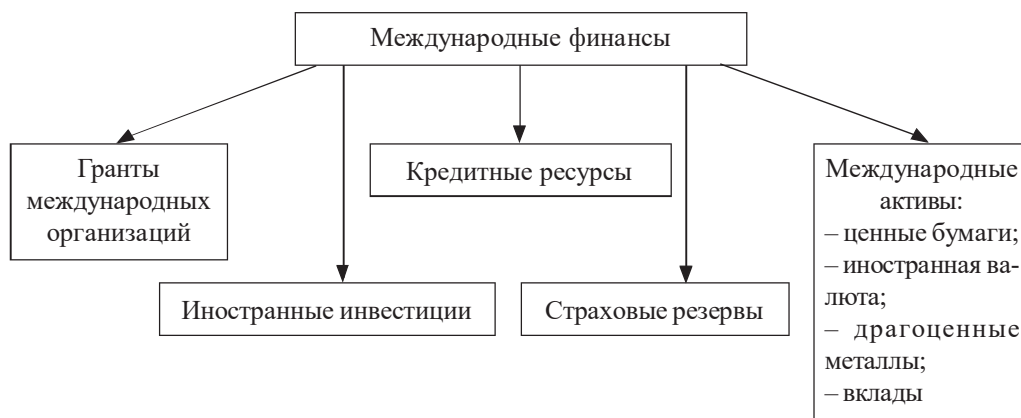 Международные финансы
Гранты
международных
организаций
Кредитные ресурсы
Международные
активы:
– ценные бумаги;
– иностранная ва-
люта;
– драгоценные
металлы;
– вклады
Иностранные инвестиции
Страховые резервы